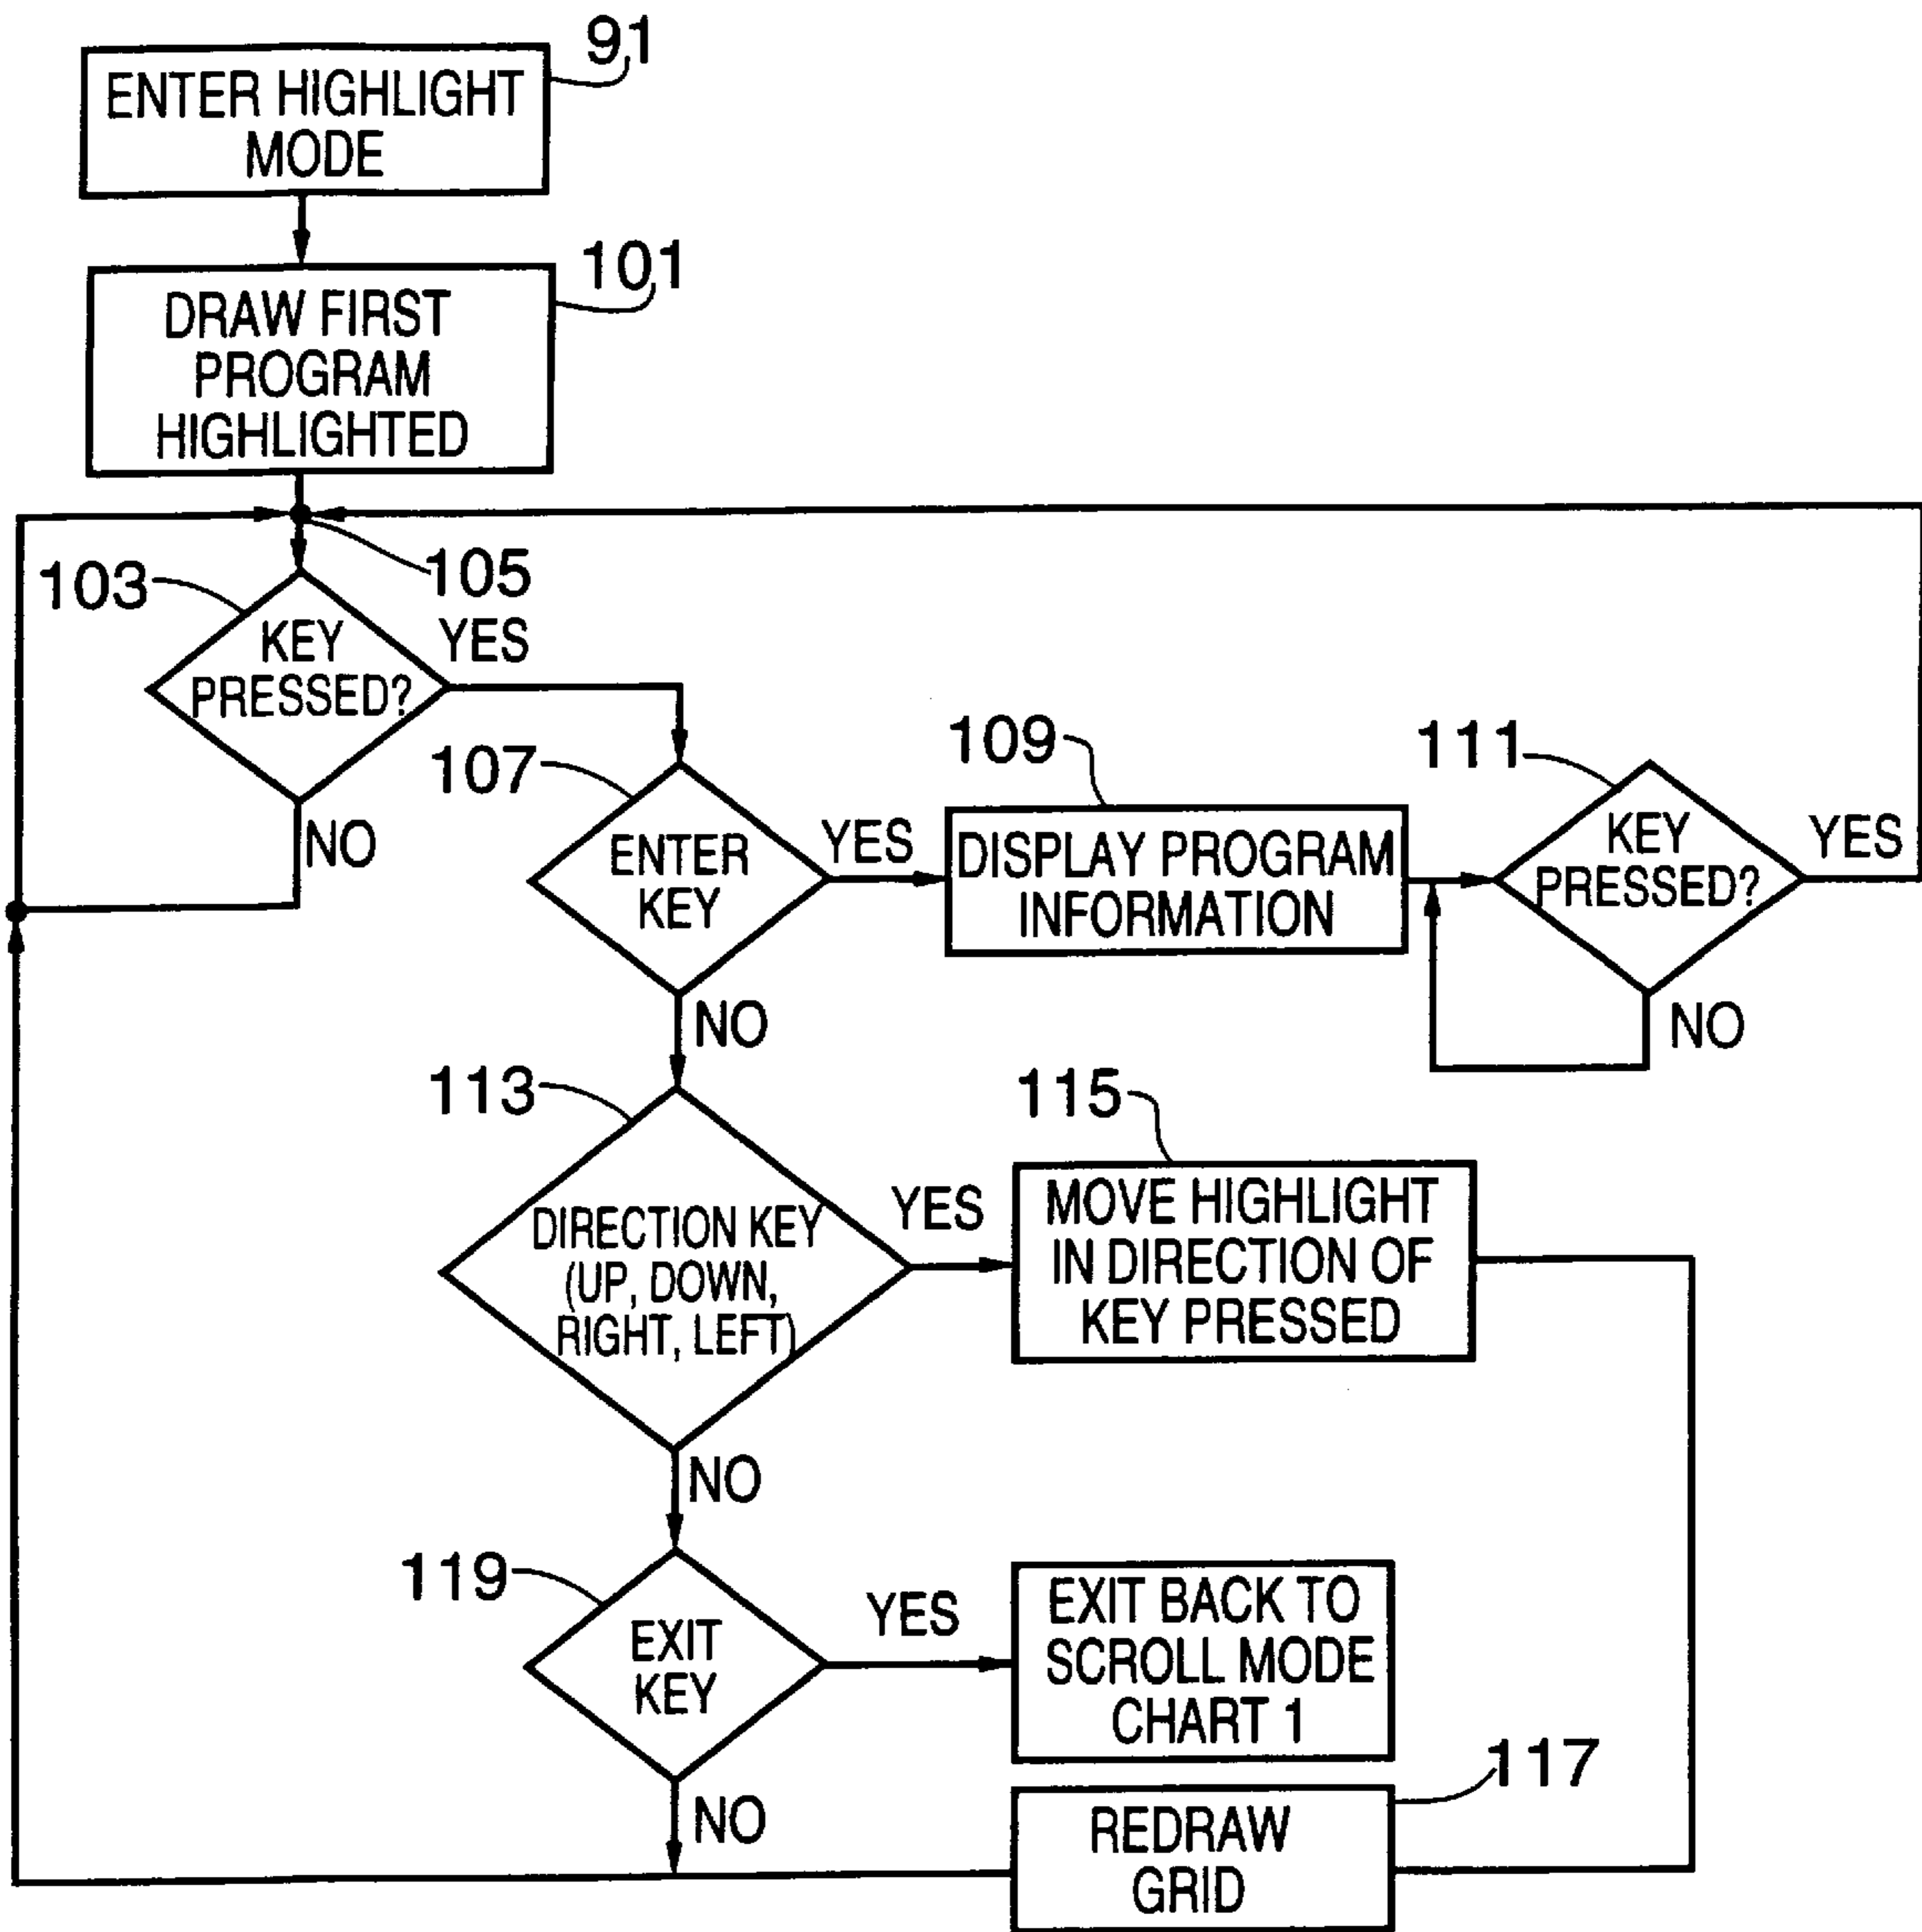 91
ENTER HIGHLIGHT
MODE
101
DRAW FIRST
PROGRAM
HIGHLIGHTED
105
103
KEY
PRESSED?
YES
NO
107
ENTER
KEY
YES
109
DISPLAY PROGRAM
INFORMATION
111
KEY
PRESSED?
YES
NO
NO
113
DIRECTION KEY
(UP, DOWN,
RIGHT, LEFT)
YES
115
MOVE HIGHLIGHT
IN DIRECTION OF
KEY PRESSED
NO
119
EXIT
KEY
YES
EXIT BACK TO
SCROLL MODE
CHART 1
NO
117
REDRAW
GRID